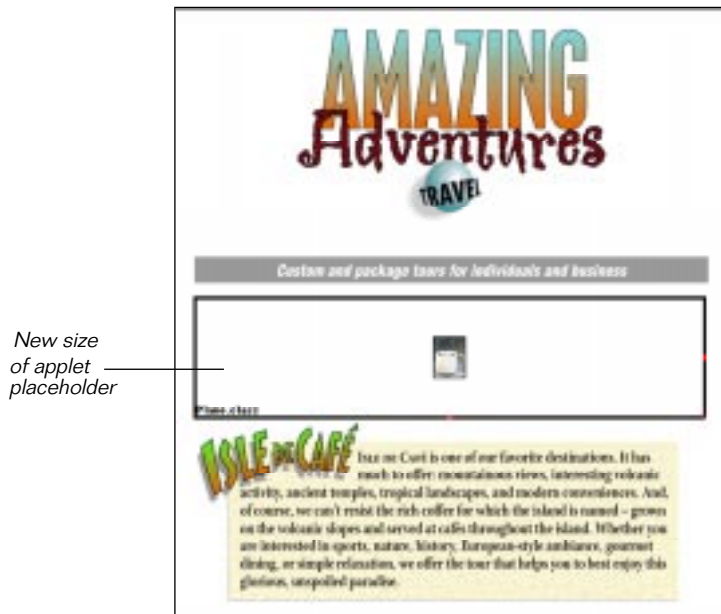 AMAZING
Adventures
TRAVEL
Custom and package tours for individuals and business
New size
of applet
placeholder
Plane.class
ISLE DE CAFÉ
ISLE DE CAFÉ is one of our favorite destinations. It has
much to offer: mountainous views, interesting volcanic
activity, ancient temples, tropical landscapes, and modern conveniences. And,
of course, we can't resist the rich coffee for which the island is named – grown
on the volcanic slopes and served at cafés throughout the island. Whether you
are interested in sports, nature, history, European-style ambiance, gourmet
dining, or simple relaxation, we offer the tour that helps you to best enjoy this
glorious, unspoiled paradise.